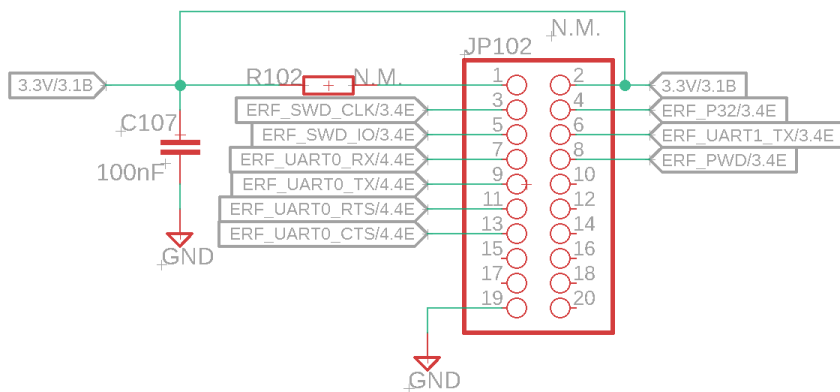 N.M.
JP102
R102 N.M. 1 2
3.3V/3.1B 3.3V/3.1B
ERF_SWD_CLK/3.4E 3 4 ERF_P32/3.4E
C107 ERF_SWD_IO/3.4E 5 6 ERF_UART1_TX/3.4E
ERF_UART0_RX/4.4E 7 8 ERF_PWD/3.4E
100nF ERF_UART0_TX/4.4E 9 10
ERF_UART0_RTS/4.4E 11 12
ERF_UART0_CTS/4.4E 13 14
GND 15 16
17 18
19 20
GND